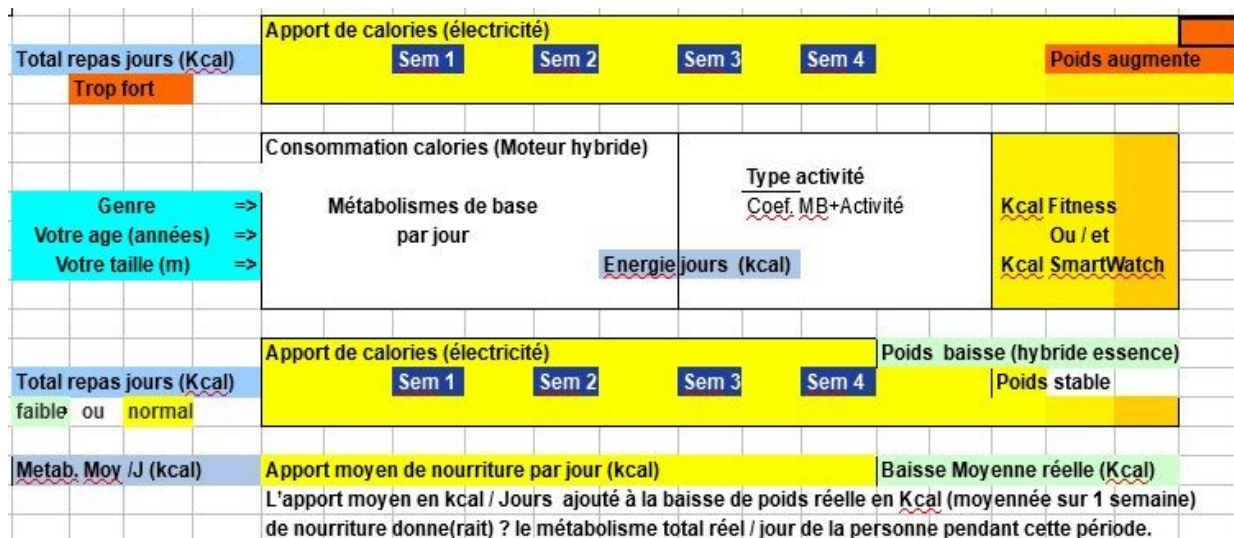 Apport de calories (électricité)
Total repas jours (Kcal) Sem 1 Sem 2 Sem 3 Sem 4 Poids augmente
Trop fort
Consommation calories (Moteur hybride)
Type activité
Genre => Métabolismes de base Coef. MB+Activité Kcal Fitness
Votre age (années) => par jour Ou / et
Votre taille (m) => Energie jours (kcal) Kcal SmartWatch
Apport de calories (électricité) Poids baisse (hybride essence)
Total repas jours (Kcal) Sem 1 Sem 2 Sem 3 Sem 4 Poids stable
faible ou normal
Metab. Moy /J (kcal) Apport moyen de nourriture par jour (kcal) Baisse Moyenne réelle (Kcal)
L'apport moyen en kcal / Jours ajouté à la baisse de poids réelle en Kcal (moyennée sur 1 semaine)
de nourriture donne(rait) ? le métabolisme total réel / jour de la personne pendant cette période.